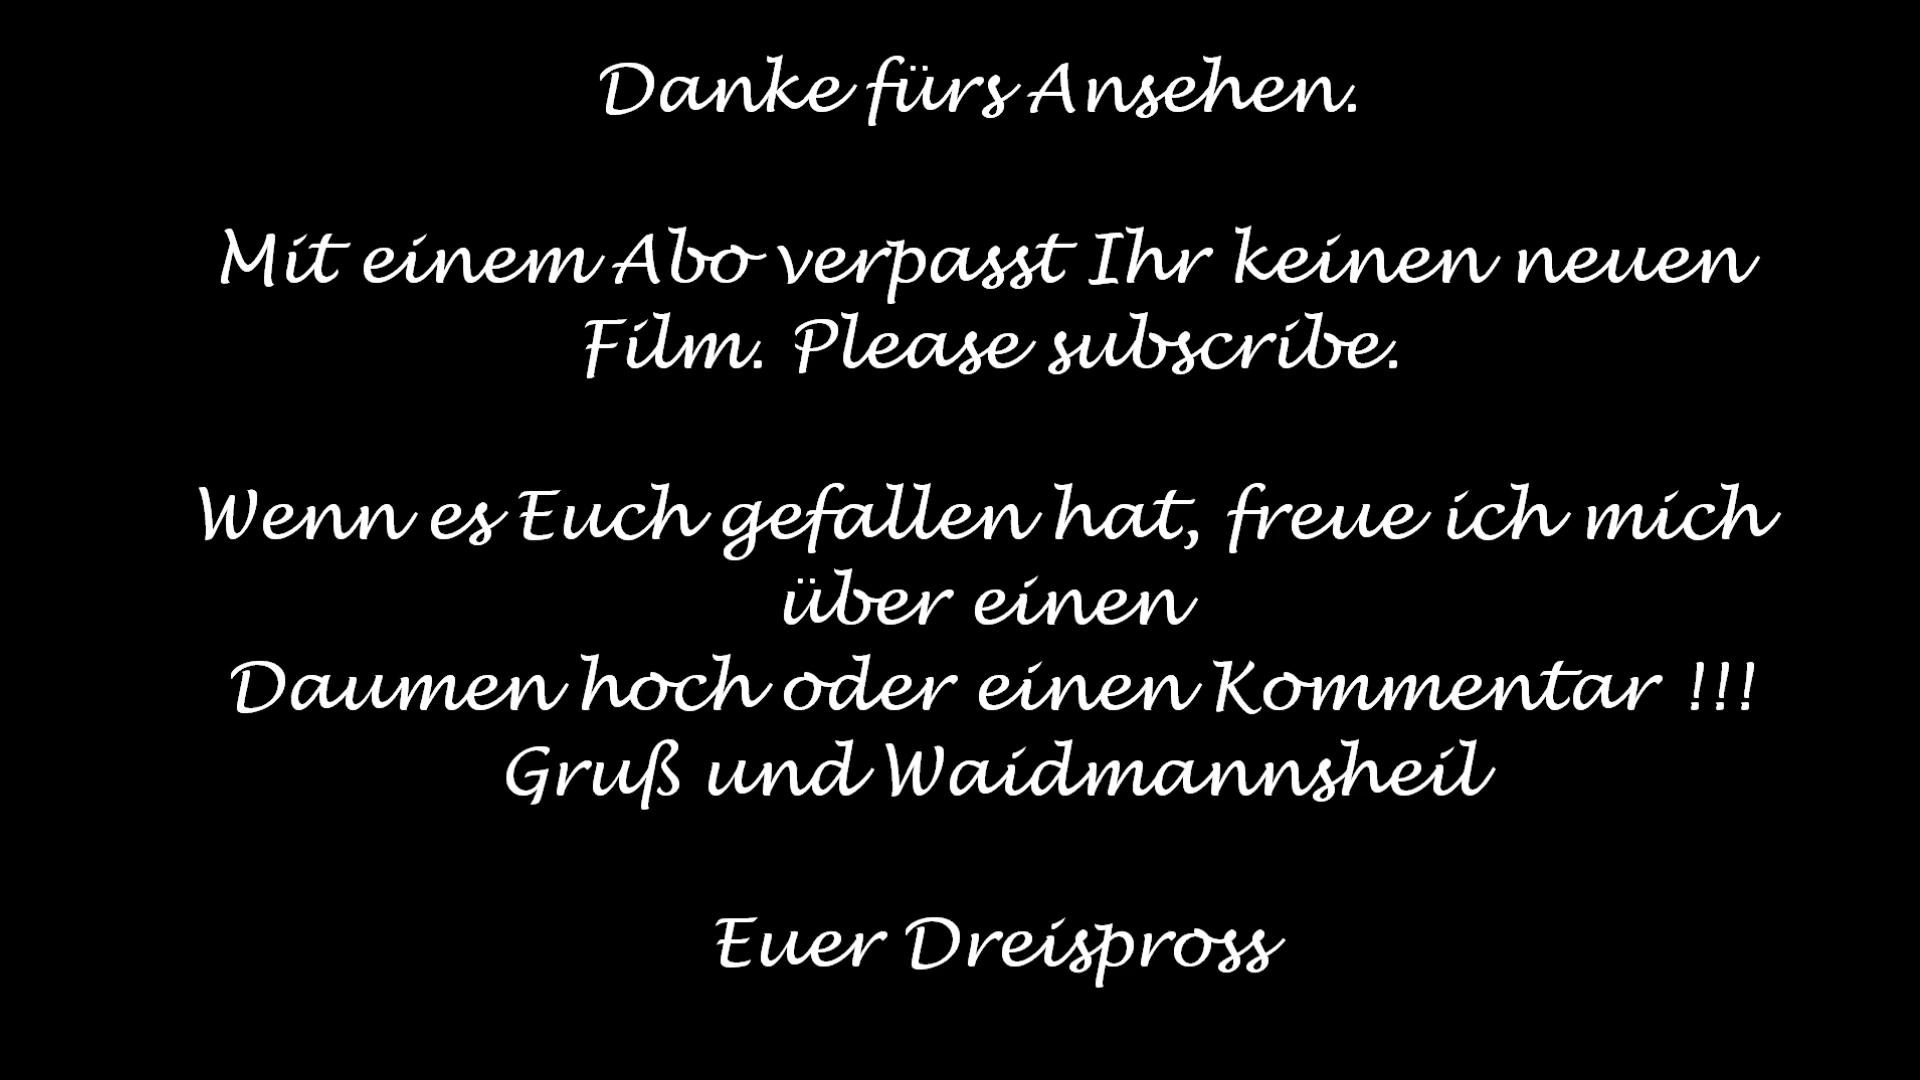 Danke fürs Ansehen.
Mit einem Abo verpasst Ihr keinen neuen
Film. Please subscribe.
Wenn es Euch gefallen hat, freue ich mich
über einen
Daumen hoch oder einen Kommentar !!!
Gruß und Waidmannsheil
Euer Dreispross